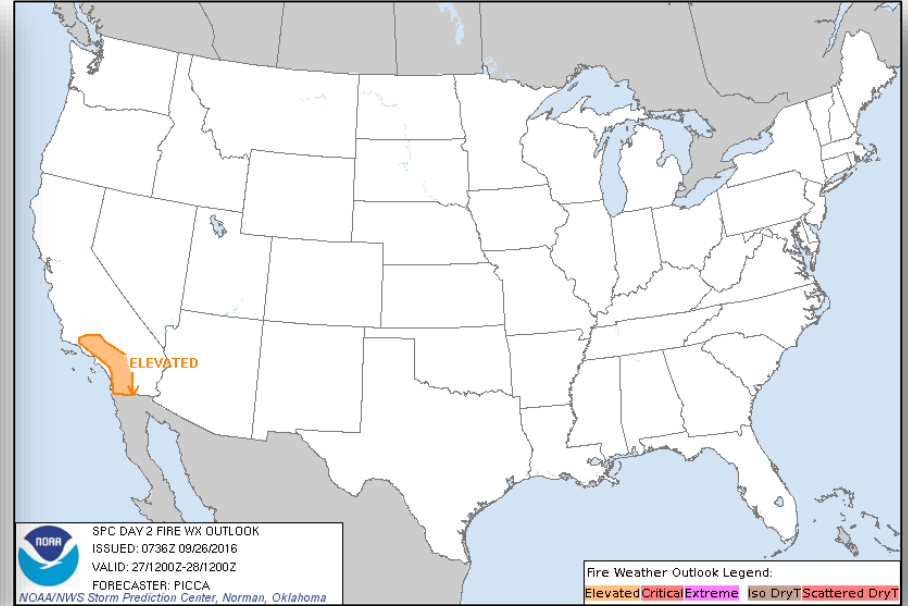 ELEVATED
NOAA
SPC DAY 2 FIRE WX OUTLOOK
ISSUED: 0736Z 09/26/2016
VALID: 27/1200Z-28/1200Z
FORECASTER: PICCA
NOAA/NWS Storm Prediction Center, Norman, Oklahoma
Fire Weather Outlook Legend:
Elevated Critical Extreme Iso DryT Scattered DryT